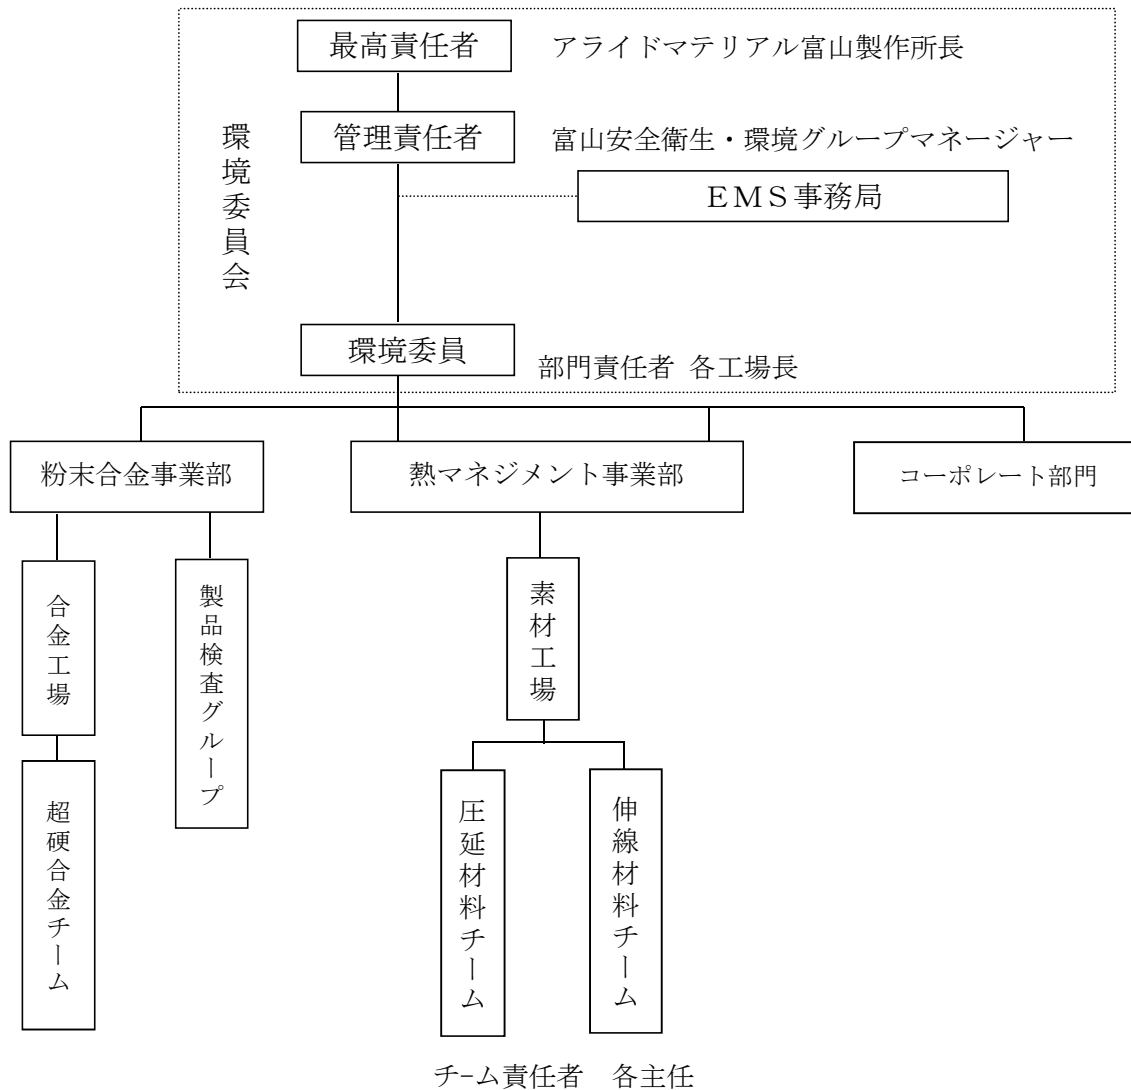 最高責任者 アライドマテリアル富山製作所長
環境委員会
管理責任者 富山安全衛生・環境グループマネージャー
EMS事務局
環境委員 部門責任者 各工場長
粉末合金事業部
熱マネジメント事業部
コーポレート部門
合金工場
製品検査グループ
素材工場
超硬合金チーム
圧延材料チーム
伸線材料チーム
チーム責任者 各主任